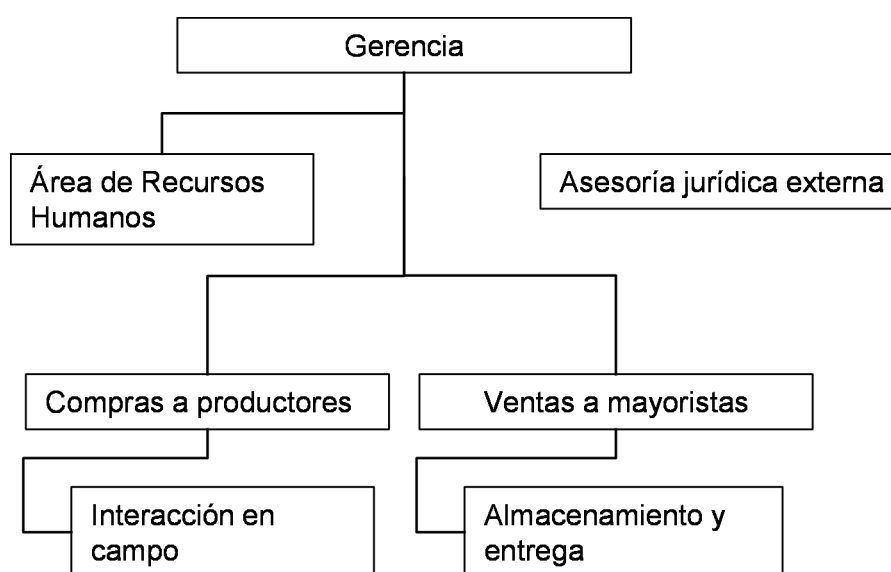 Gerencia
Área de Recursos
Humanos
Asesoría jurídica externa
Compras a productores
Ventas a mayoristas
Interacción en
campo
Almacenamiento y
entrega